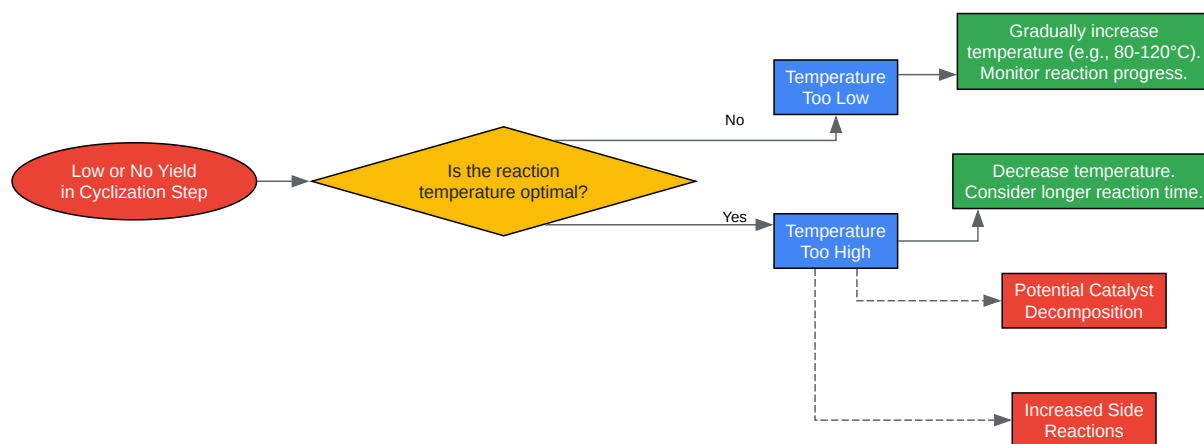 Low or No Yield
in Cyclization Step
Is the reaction
temperature optimal?
No
Temperature
Too Low
Gradually increase
temperature (e.g., 80-120°C).
Monitor reaction progress.
Yes
Temperature
Too High
Decrease temperature.
Consider longer reaction time.
Potential Catalyst
Decomposition
Increased Side
Reactions